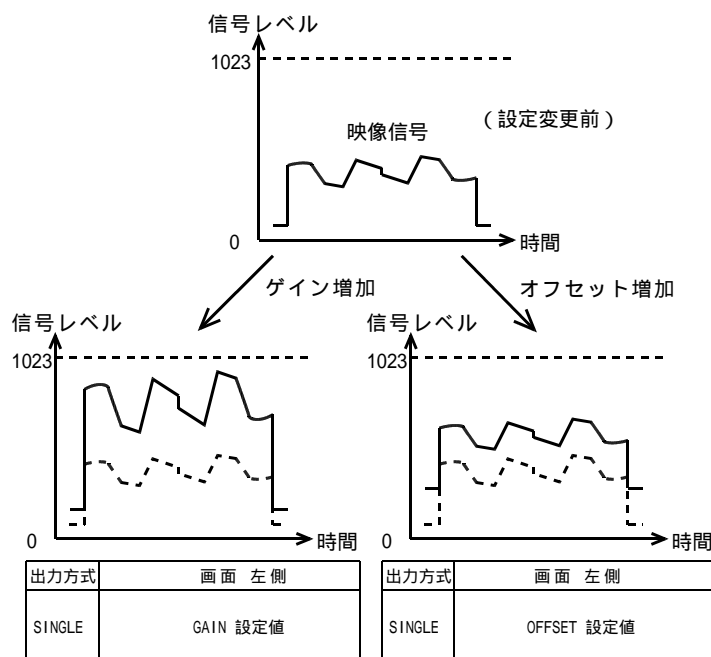 信号レベル
1023
映像信号
(設定変更前)
0
時間
ゲイン増加
オフセット増加
信号レベル
1023
0
時間
信号レベル
1023
0
時間
出力方式 画面 左側
SINGLE GAIN 設定値
出力方式 画面 左側
SINGLE OFFSET 設定値